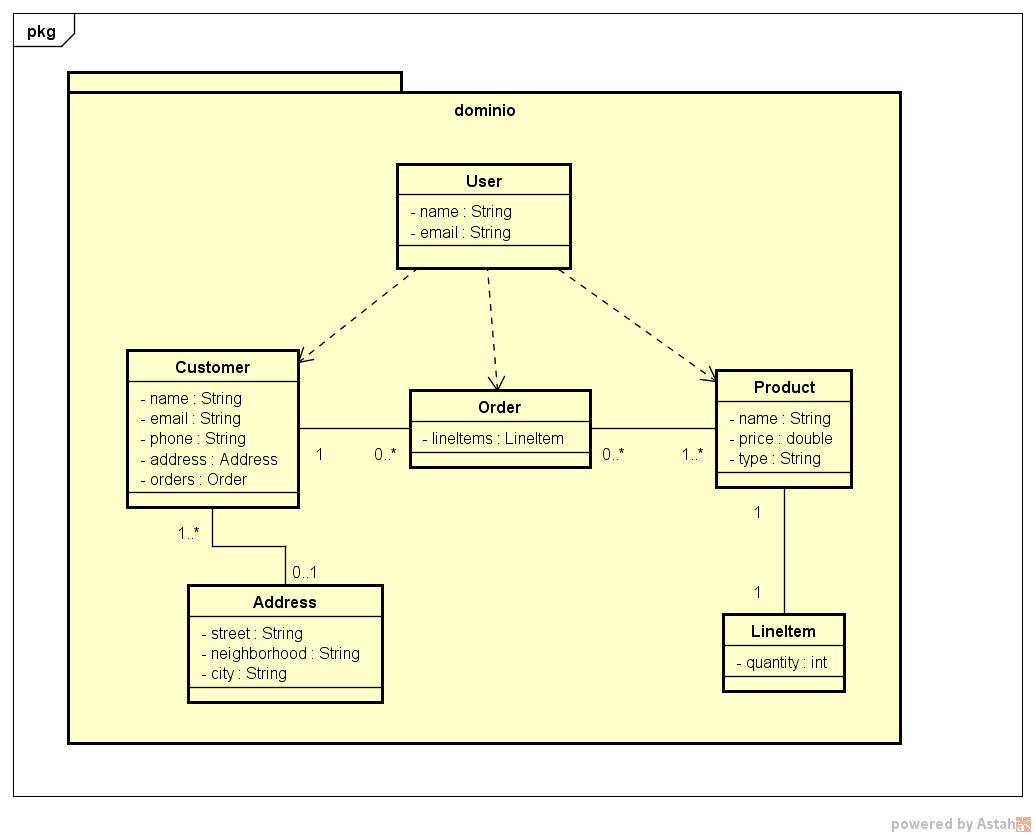 pkg
dominio
User
- name : String
- email : String
Customer
- name : String
- email : String
- phone : String
- address : Address
- orders : Order
1
0..*
Order
- lineItems : LineItem
0..*
1..*
Product
- name : String
- price : double
- type : String
1..*
0..1
Address
- street : String
- neighborhood : String
- city : String
1
1
LineItem
- quantity : int
powered by Astah